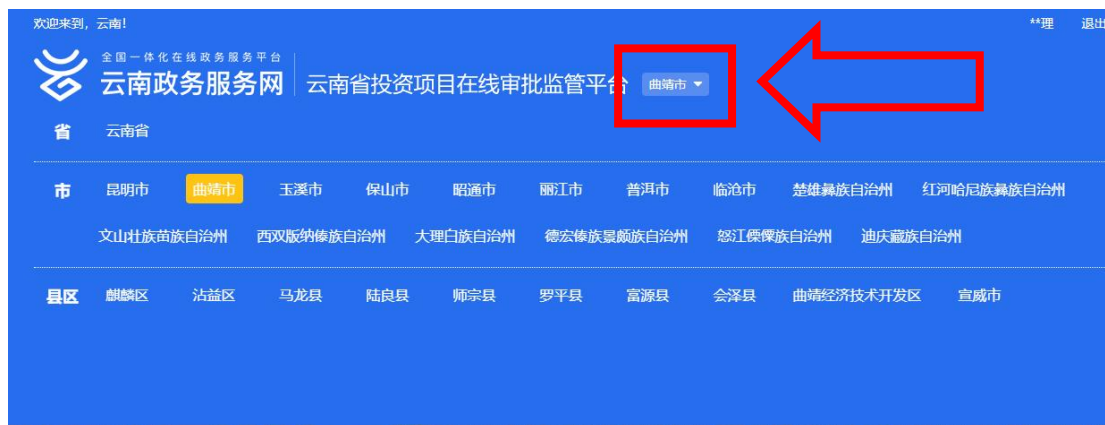 欢迎来到，云南！ **理 退出
全国一体化在线政务服务平台
云南政务服务网 云南省投资项目在线审批监管平台 曲靖市
省 云南省
市 昆明市 曲靖市 玉溪市 保山市 昭通市 丽江市 普洱市 临沧市 楚雄彝族自治州 红河哈尼族彝族自治州
文山壮族苗族自治州 西双版纳傣族自治州 大理白族自治州 德宏傣族景颇族自治州 怒江傈僳族自治州 迪庆藏族自治州
县区 麒麟区 沾益区 马龙县 陆良县 师宗县 罗平县 富源县 会泽县 曲靖经济技术开发区 宣威市